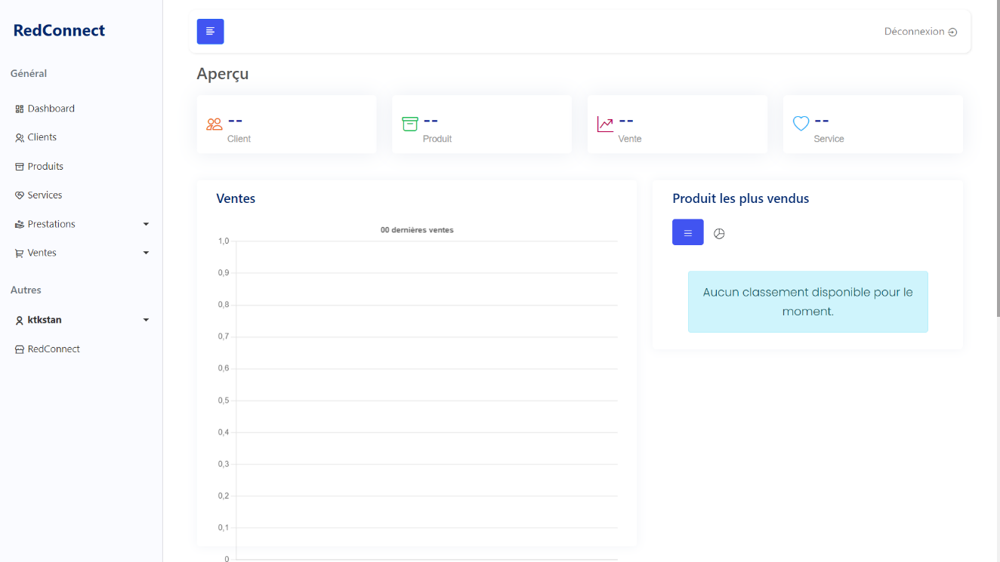 RedConnect
Général
Dashboard
Clients
Produits
Services
Prestations
Ventes
Autres
ktkstan
RedConnect
Déconnexion
Aperçu
--
Client
--
Produit
--
Vente
--
Service
Ventes
00 dernières ventes
1,0
0,9
0,8
0,7
0,6
0,5
0,4
0,3
0,2
0,1
0
Produit les plus vendus
Aucun classement disponible pour le
moment.